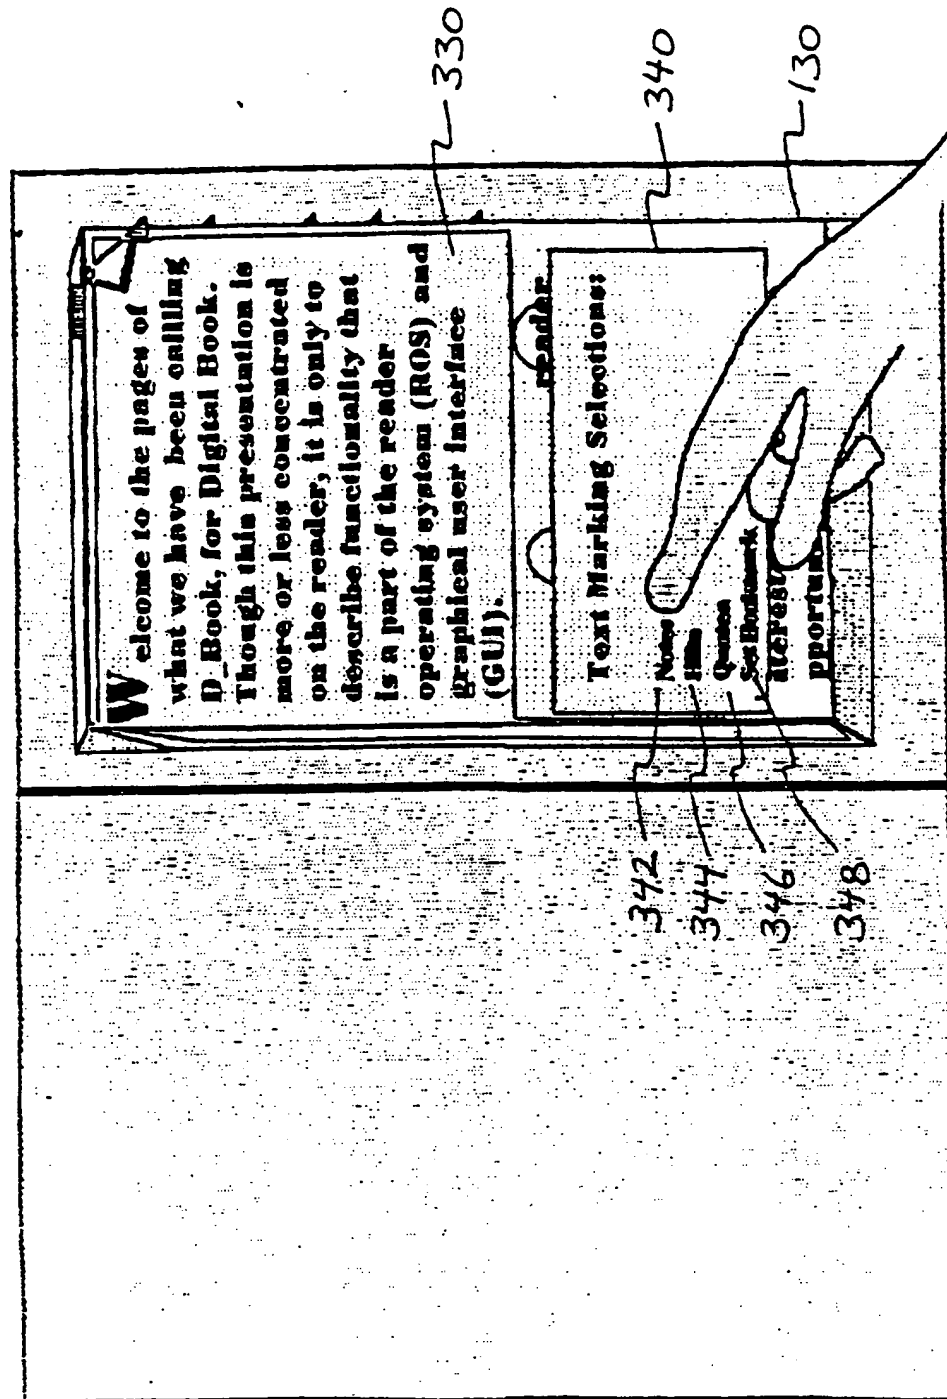 Welcome to the pages of
what we have been calling
D_Book, for Digital Book.
Though this presentation is
more or less concentrated
on the reader, it is only to
describe functionality that
is a part of the reader
operating system (ROS) and
graphical user interface
(GUI).
reader
Text Marking Selections:
Notes
Quotes
Set Bookmark
330
340
130
342
344
346
348